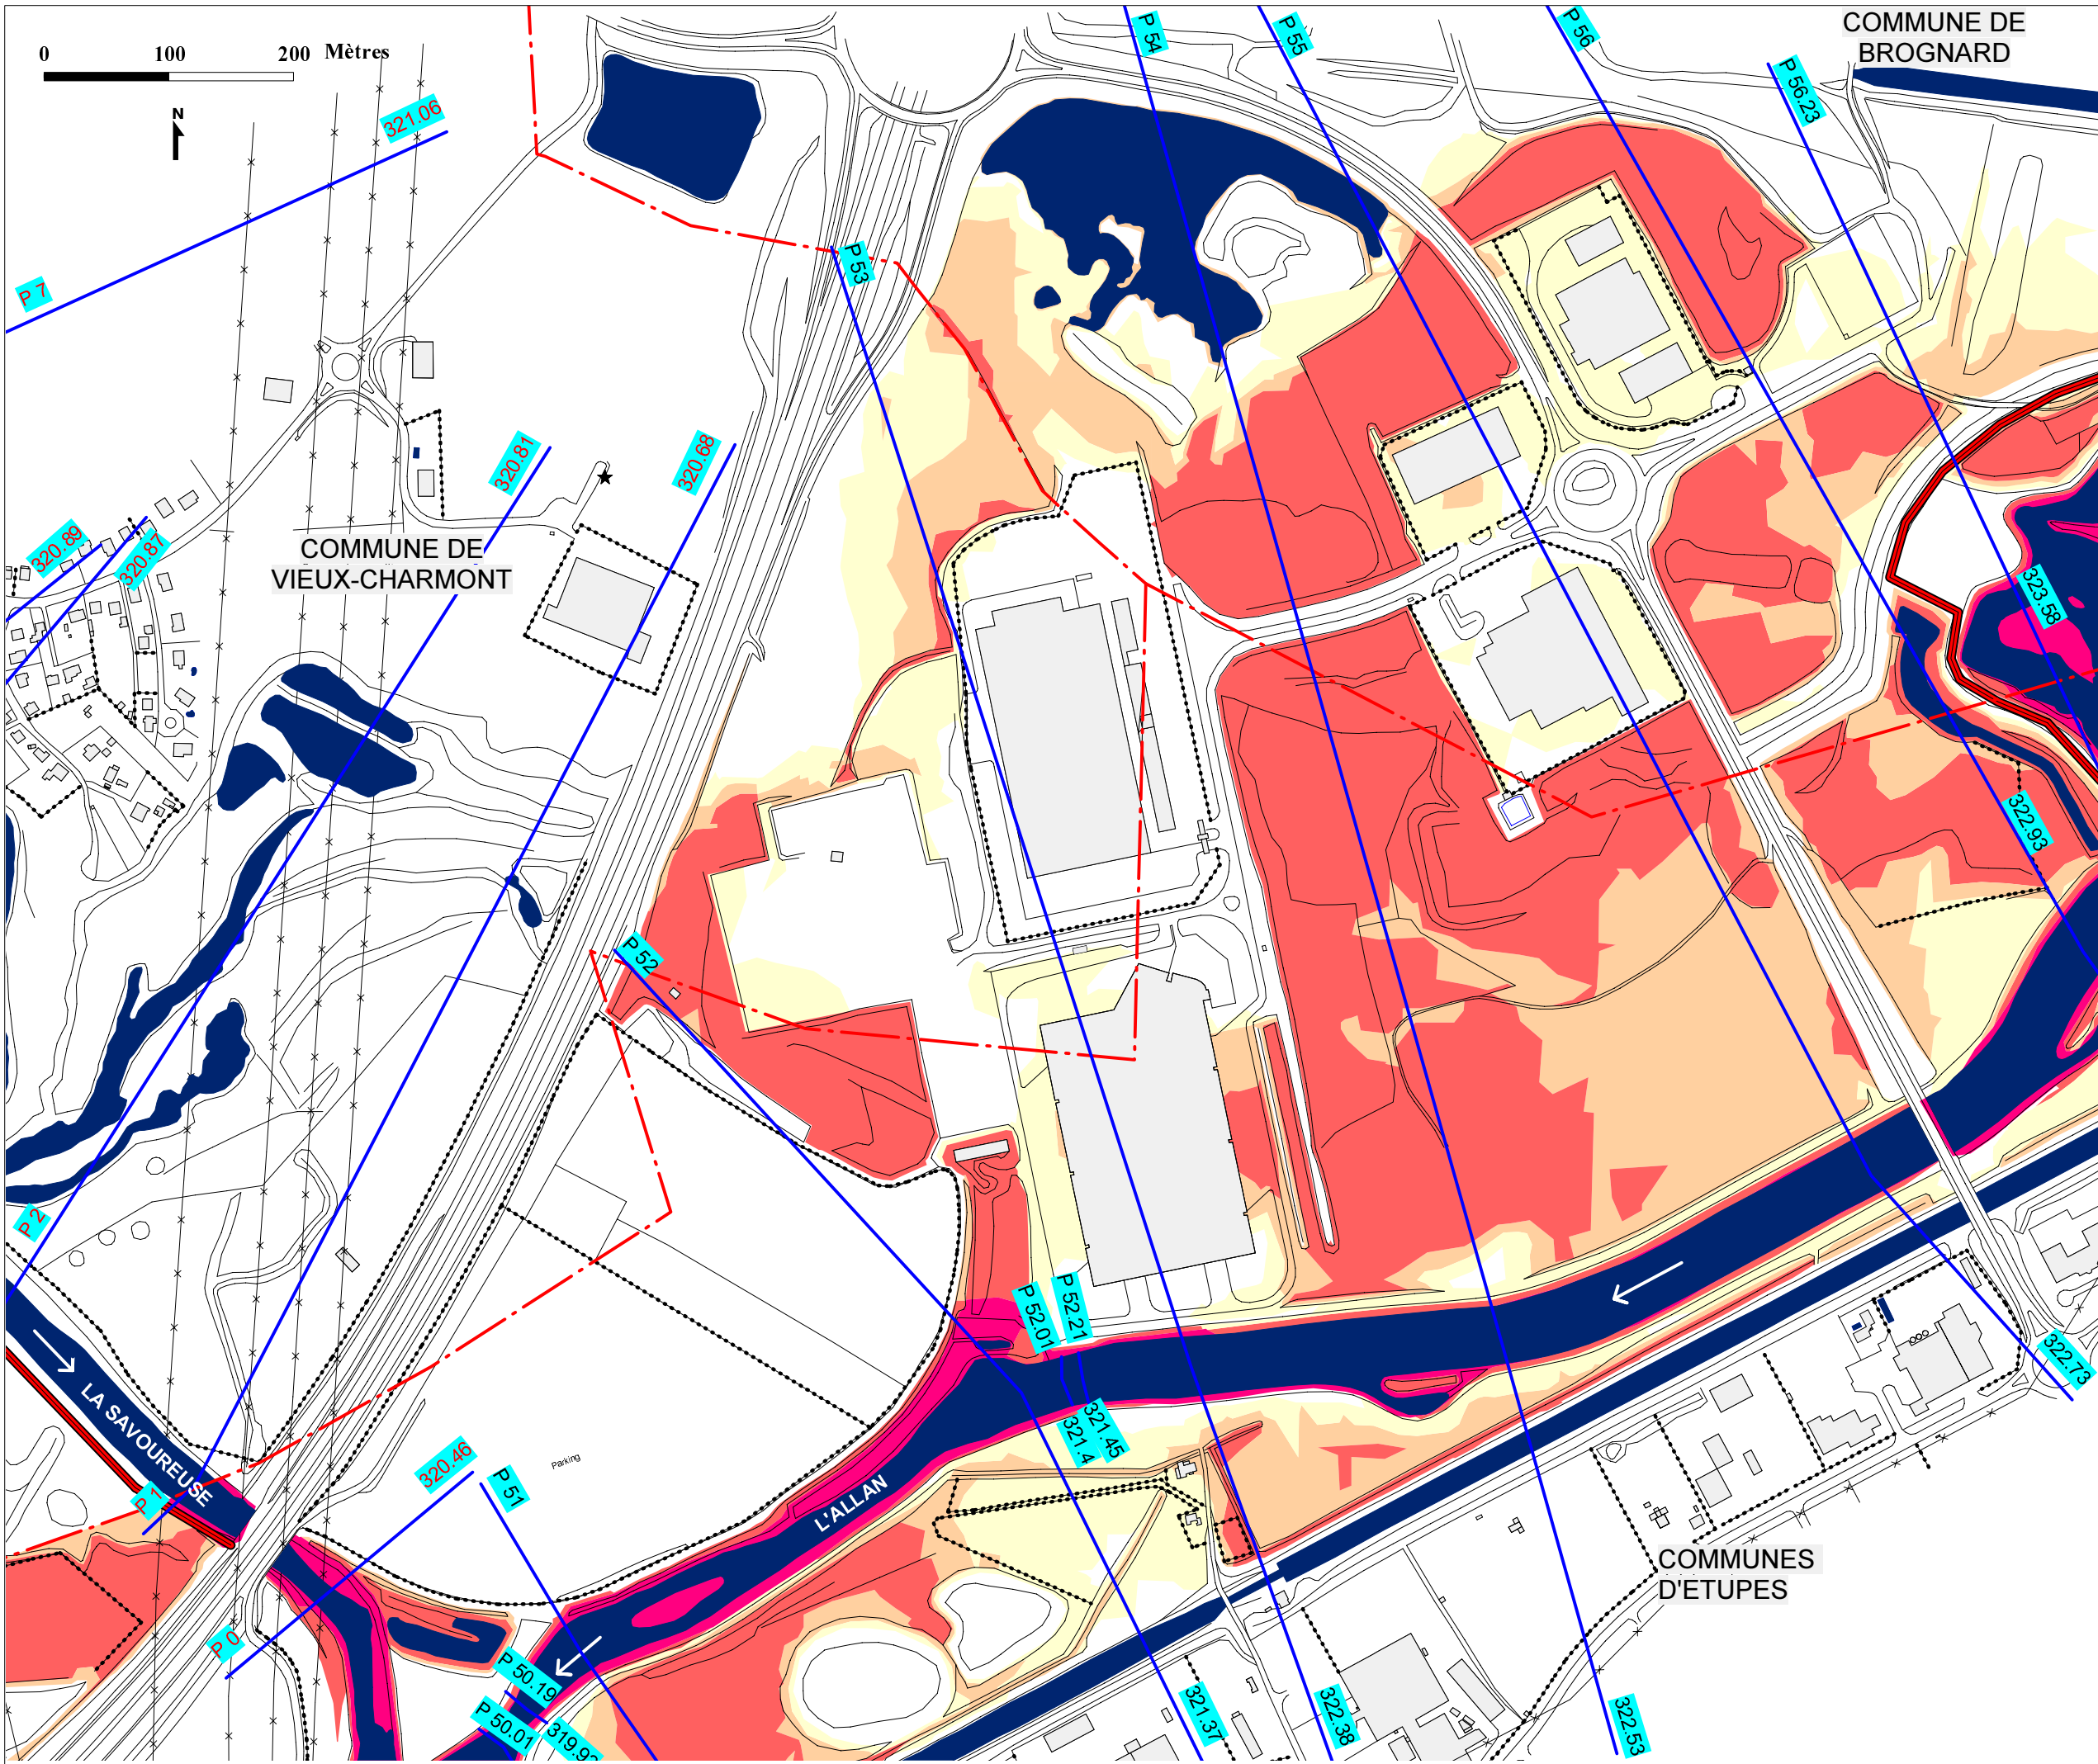 0 100 200 Mètres
N
COMMUNE DE
BROGNARD
P 54
P 55
P 56
P 56.23
321.06
P 7
P 53
320.81
320.68
320.89
320.87
COMMUNE DE
VIEUX-CHARMONT
323.58
322.93
P 52
P 2
P 52.01
P 52.21
321.4
321.45
322.73
LA SAVOUREUSE
P 1
320.46
P 51
Parking
L'ALLAN
COMMUNES
D'ETUPES
P 0
P 50.19
P 50.01
319.92
321.37
322.38
322.53